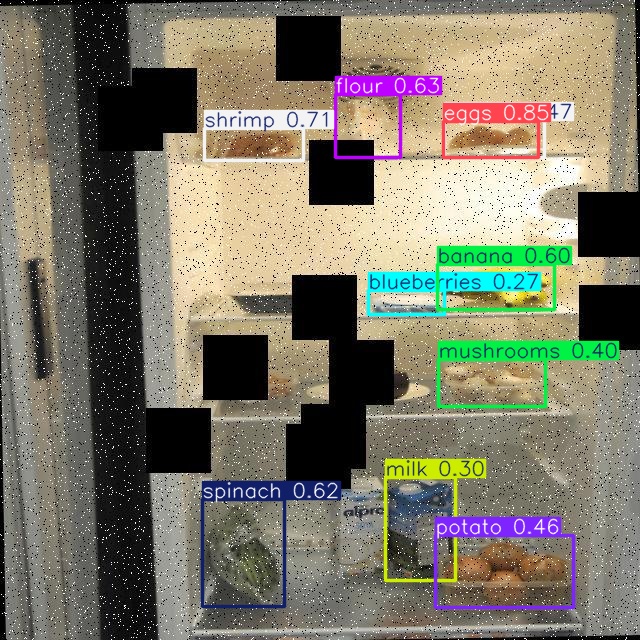 flour 0.63
shrimp 0.71
eggs 0.85
47
banana 0.60
blueberries 0.27
mushrooms 0.40
milk 0.30
spinach 0.62
alpro
potato 0.46